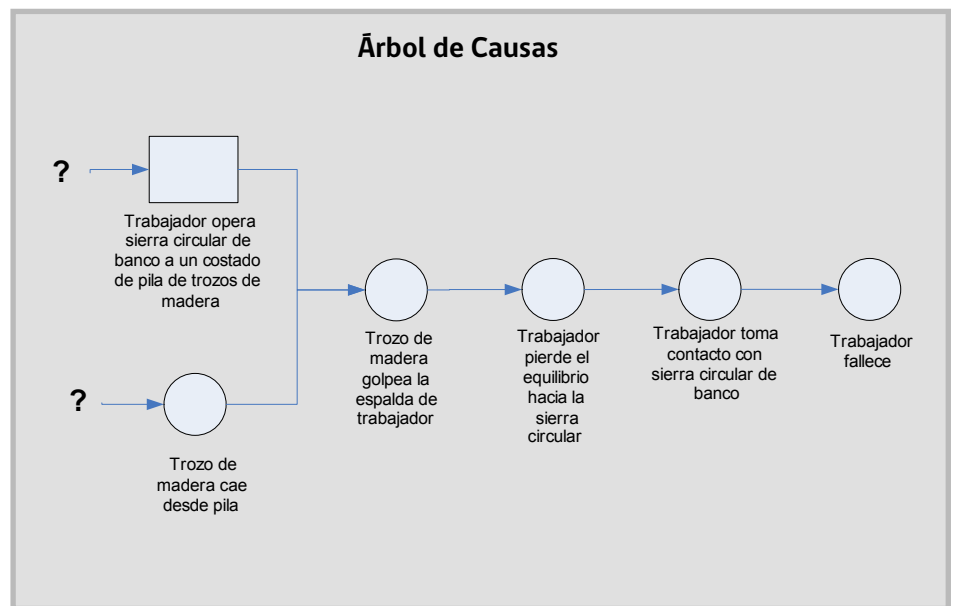 Árbol de Causas
?
Trabajador opera
sierra circular de
banco a un costado
de pila de trozos de
madera
?
Trozo de
madera cae
desde pila
Trozo de
madera
golpea la
espalda de
trabajador
Trabajador
pierde el
equilibrio
hacia la
sierra
circular
Trabajador toma
contacto con
sierra circular de
banco
Trabajador
fallece